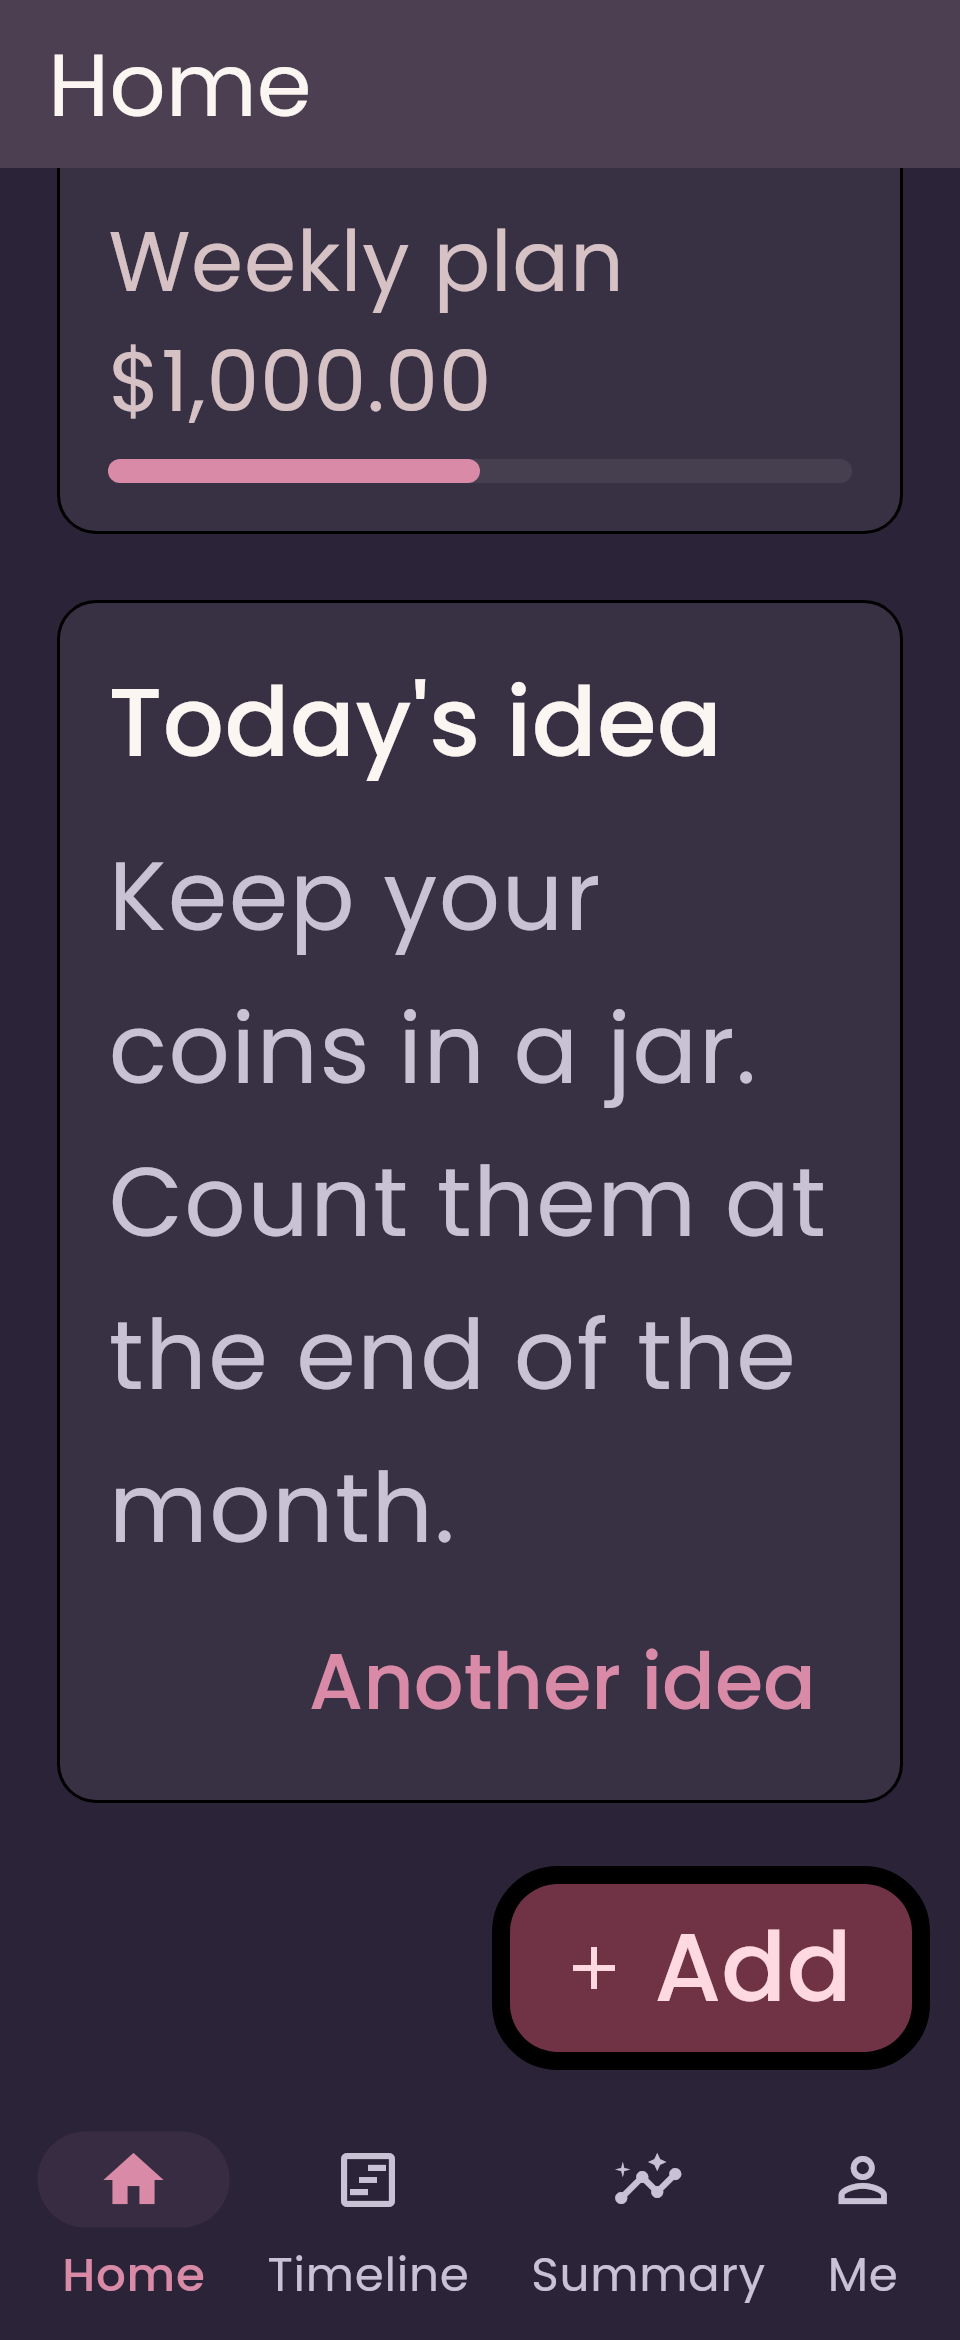 Home
Weekly plan
$1,000.00
Today's idea
Keep your
coins in a jar.
Count them at
the end of the
month.
Another idea
+ Add
Home
Timeline
Summary
Me